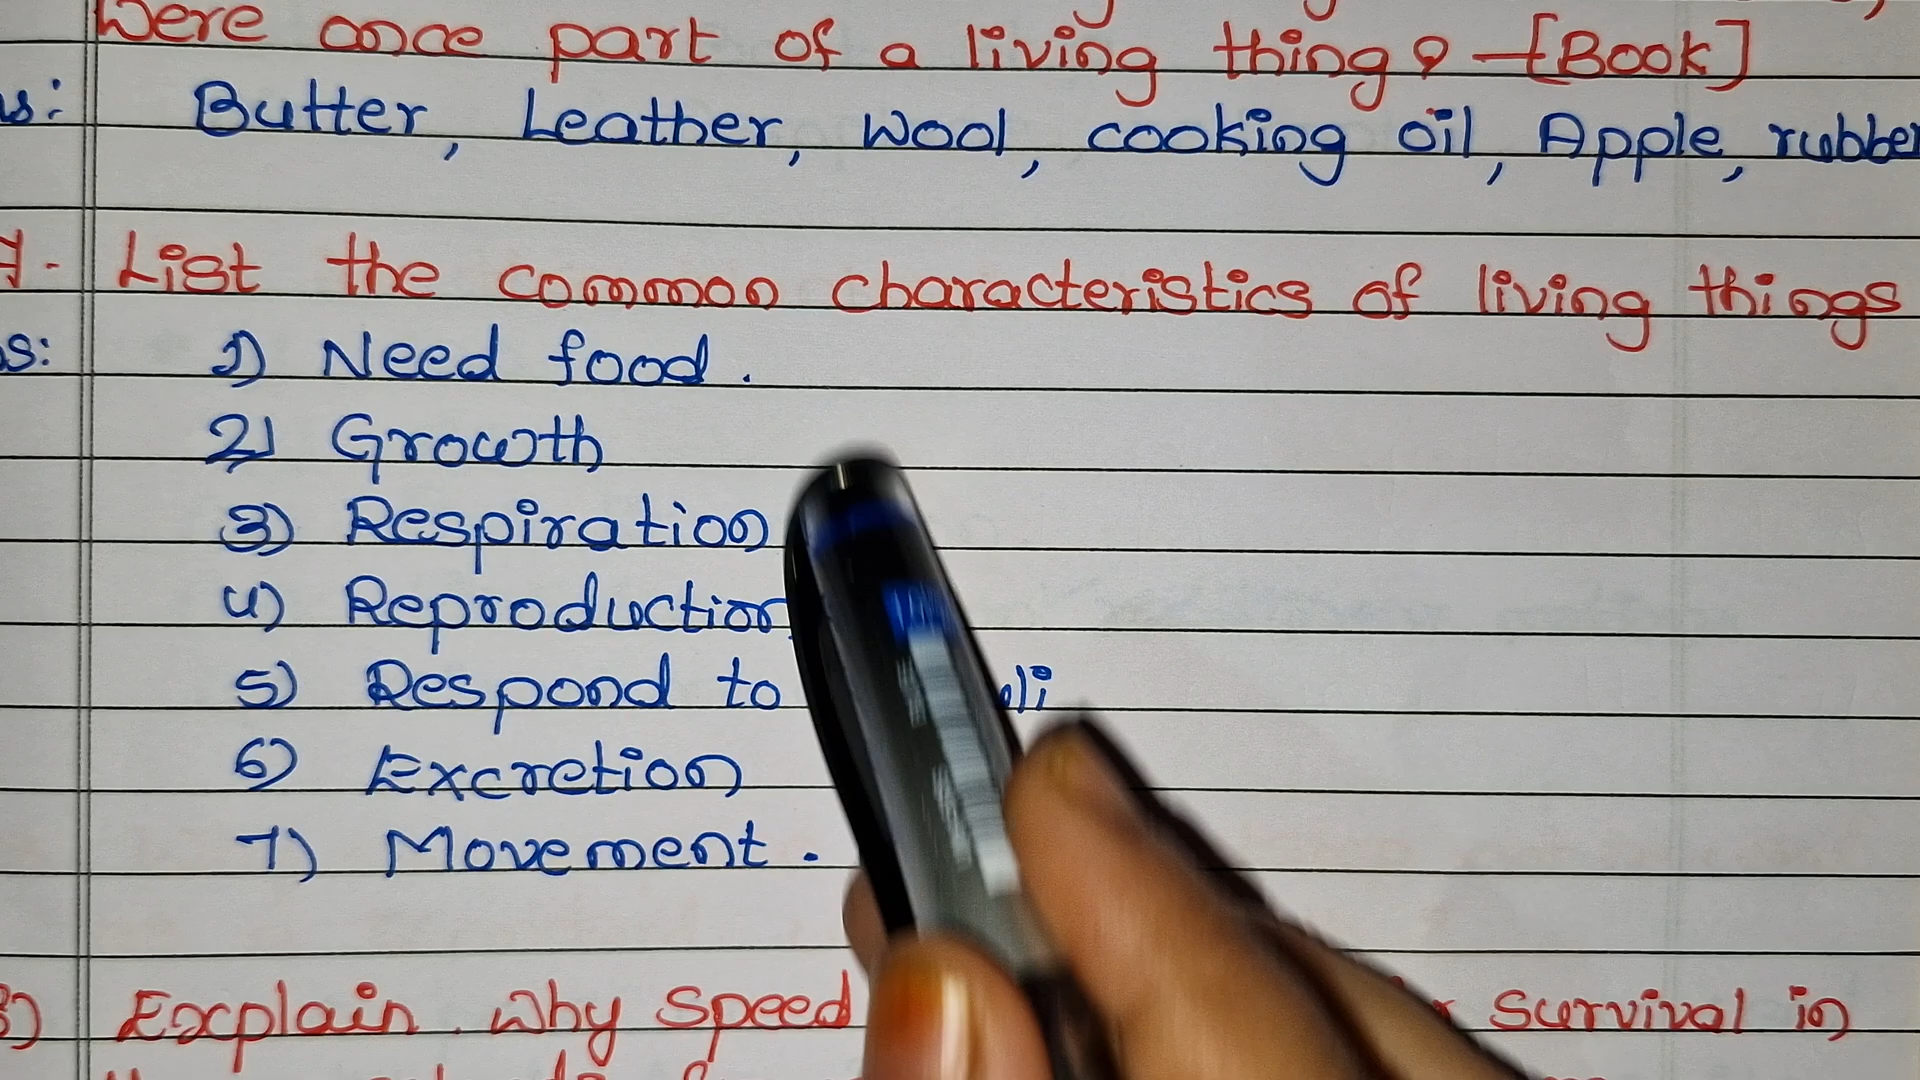 Were once part of a living thing? - [Book]
Butter, Leather, Wool, cooking oil, Apple, rubber
7. List the common characteristics of living things
1) Need food.
2) Growth
3) Respiration
4) Reproduction
5) Respond to
6) Excretion
7) Movement.
Explain why speed survival in